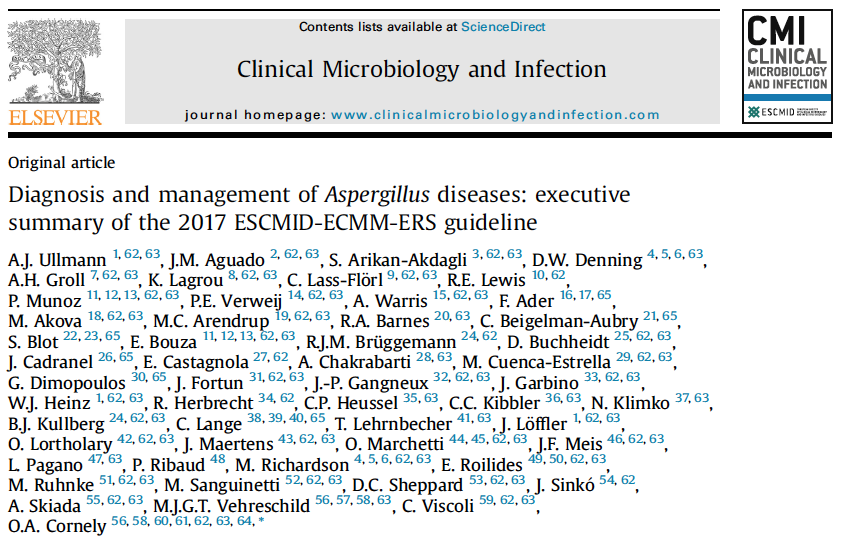 Contents lists available at ScienceDirect
Clinical Microbiology and Infection
journal homepage: www.clinicalmicrobiologyandinfection.com
ELSEVIER
CMI
CLINICAL
MICROBIOLOGY
AND INFECTION
ESCMID
Original article
Diagnosis and management of Aspergillus diseases: executive
summary of the 2017 ESCMID-ECMM-ERS guideline
A.J. Ullmann 1, 62, 63, J.M. Aguado 2, 62, 63, S. Arikan-Akdagli 3, 62, 63, D.W. Denning 4, 5, 6, 63,
A.H. Groll 7, 62, 63, K. Lagrou 8, 62, 63, C. Lass-Flörl 9, 62, 63, R.E. Lewis 10, 62,
P. Munoz 11, 12, 13, 62, 63, P.E. Verweij 14, 62, 63, A. Warris 15, 62, 63, F. Ader 16, 17, 65,
M. Akova 18, 62, 63, M.C. Arendrup 19, 62, 63, R.A. Barnes 20, 63, C. Beigelman-Aubry 21, 65,
S. Blot 22, 23, 65, E. Bouza 11, 12, 13, 62, 63, R.J.M. Brüggemann 24, 62, D. Buchheidt 25, 62, 63,
J. Cadranel 26, 65, E. Castagnola 27, 62, A. Chakrabarti 28, 63, M. Cuenca-Estrella 29, 62, 63,
G. Dimopoulos 30, 65, J. Fortun 31, 62, 63, J.-P. Gangneux 32, 62, 63, J. Garbino 33, 62, 63,
W.J. Heinz 1, 62, 63, R. Herbrecht 34, 62, C.P. Heussel 35, 63, C.C. Kibbler 36, 63, N. Klimko 37, 63,
B.J. Kullberg 24, 62, 63, C. Lange 38, 39, 40, 65, T. Lehrnbecher 41, 63, J. Löffler 1, 62, 63,
O. Lortholary 42, 62, 63, J. Maertens 43, 62, 63, O. Marchetti 44, 45, 62, 63, J.F. Meis 46, 62, 63,
L. Pagano 47, 63, P. Ribaud 48, M. Richardson 4, 5, 6, 62, 63, E. Roilides 49, 50, 62, 63,
M. Ruhnke 51, 62, 63, M. Sanguinetti 52, 62, 63, D.C. Sheppard 53, 62, 63, J. Sinkó 54, 62,
A. Skiada 55, 62, 63, M.J.G.T. Vehreschild 56, 57, 58, 63, C. Viscoli 59, 62, 63,
O.A. Cornely 56, 58, 60, 61, 62, 63, 64, *